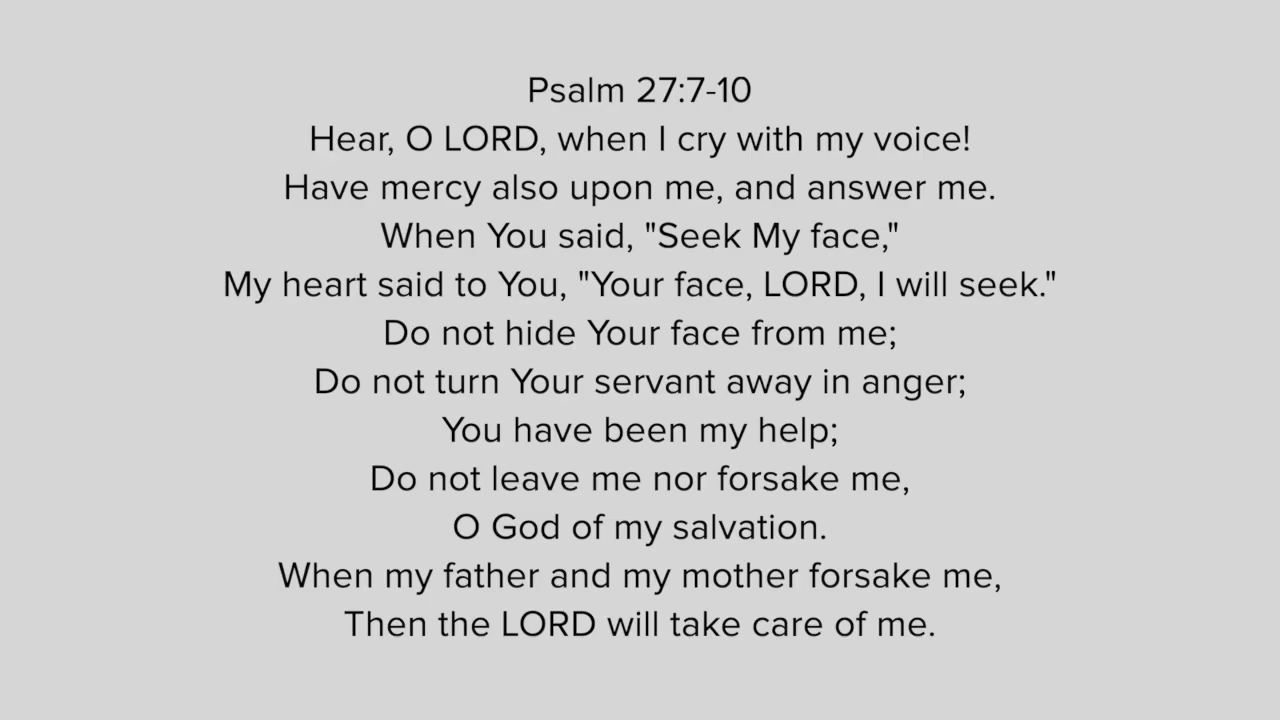 Psalm 27:7-10
Hear, O LORD, when I cry with my voice!
Have mercy also upon me, and answer me.
When You said, "Seek My face,"
My heart said to You, "Your face, LORD, I will seek."
Do not hide Your face from me;
Do not turn Your servant away in anger;
You have been my help;
Do not leave me nor forsake me,
O God of my salvation.
When my father and my mother forsake me,
Then the LORD will take care of me.